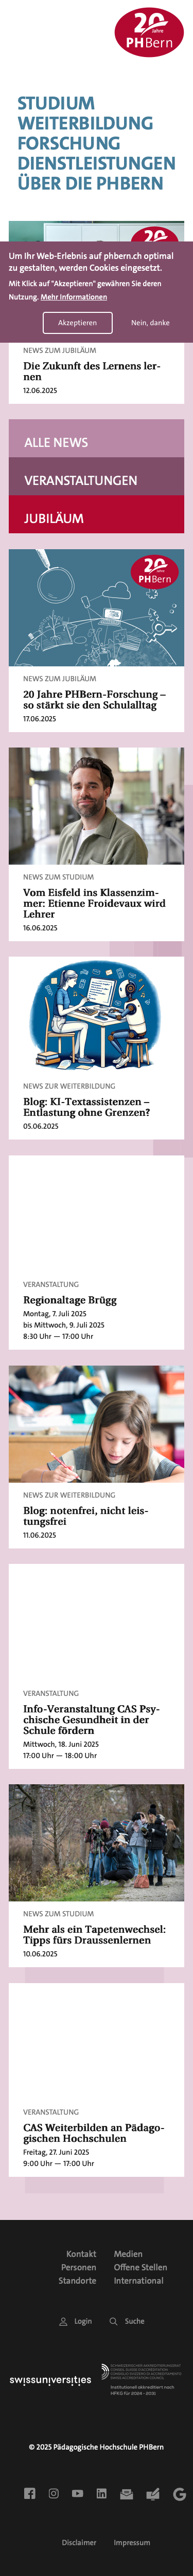 20 Jahre
PHBern
STUDIUM
WEITERBILDUNG
FORSCHUNG
DIENSTLEISTUNGEN
ÜBER DIE PHBERN
Um Ihr Web-Erlebnis auf phbern.ch optimal
zu gestalten, werden Cookies eingesetzt.
Mit Klick auf "Akzeptieren" gewähren Sie deren
Nutzung. Mehr Informationen
Akzeptieren
Nein, danke
NEWS ZUM JUBILÄUM
Die Zukunft des Lernens ler-
nen
12.06.2025
ALLE NEWS
VERANSTALTUNGEN
JUBILÄUM
20 Jahre
PHBern
NEWS ZUM JUBILÄUM
20 Jahre PHBern-Forschung –
so stärkt sie den Schulalltag
17.06.2025
NEWS ZUM STUDIUM
Vom Eisfeld ins Klassenzim-
mer: Etienne Froidevaux wird
Lehrer
16.06.2025
NEWS ZUR WEITERBILDUNG
Blog: KI-Textassistenzen –
Entlastung ohne Grenzen?
05.06.2025
VERANSTALTUNG
Regionaltage Brügg
Montag, 7. Juli 2025
bis Mittwoch, 9. Juli 2025
8:30 Uhr — 17:00 Uhr
NEWS ZUR WEITERBILDUNG
Blog: notenfrei, nicht leis-
tungsfrei
11.06.2025
VERANSTALTUNG
Info-Veranstaltung CAS Psy-
chische Gesundheit in der
Schule fördern
Mittwoch, 18. Juni 2025
17:00 Uhr — 18:00 Uhr
NEWS ZUM STUDIUM
Mehr als ein Tapetenwechsel:
Tipps fürs Draussenlernen
10.06.2025
VERANSTALTUNG
CAS Weiterbilden an Pädago-
gischen Hochschulen
Freitag, 27. Juni 2025
9:00 Uhr — 17:00 Uhr
Kontakt
Personen
Standorte
Medien
Offene Stellen
International
Login
Suche
swissuniversities
Institutionell akkreditiert nach
HFKG für 2024 - 2031
© 2025 Pädagogische Hochschule PHBern
Disclaimer
Impressum